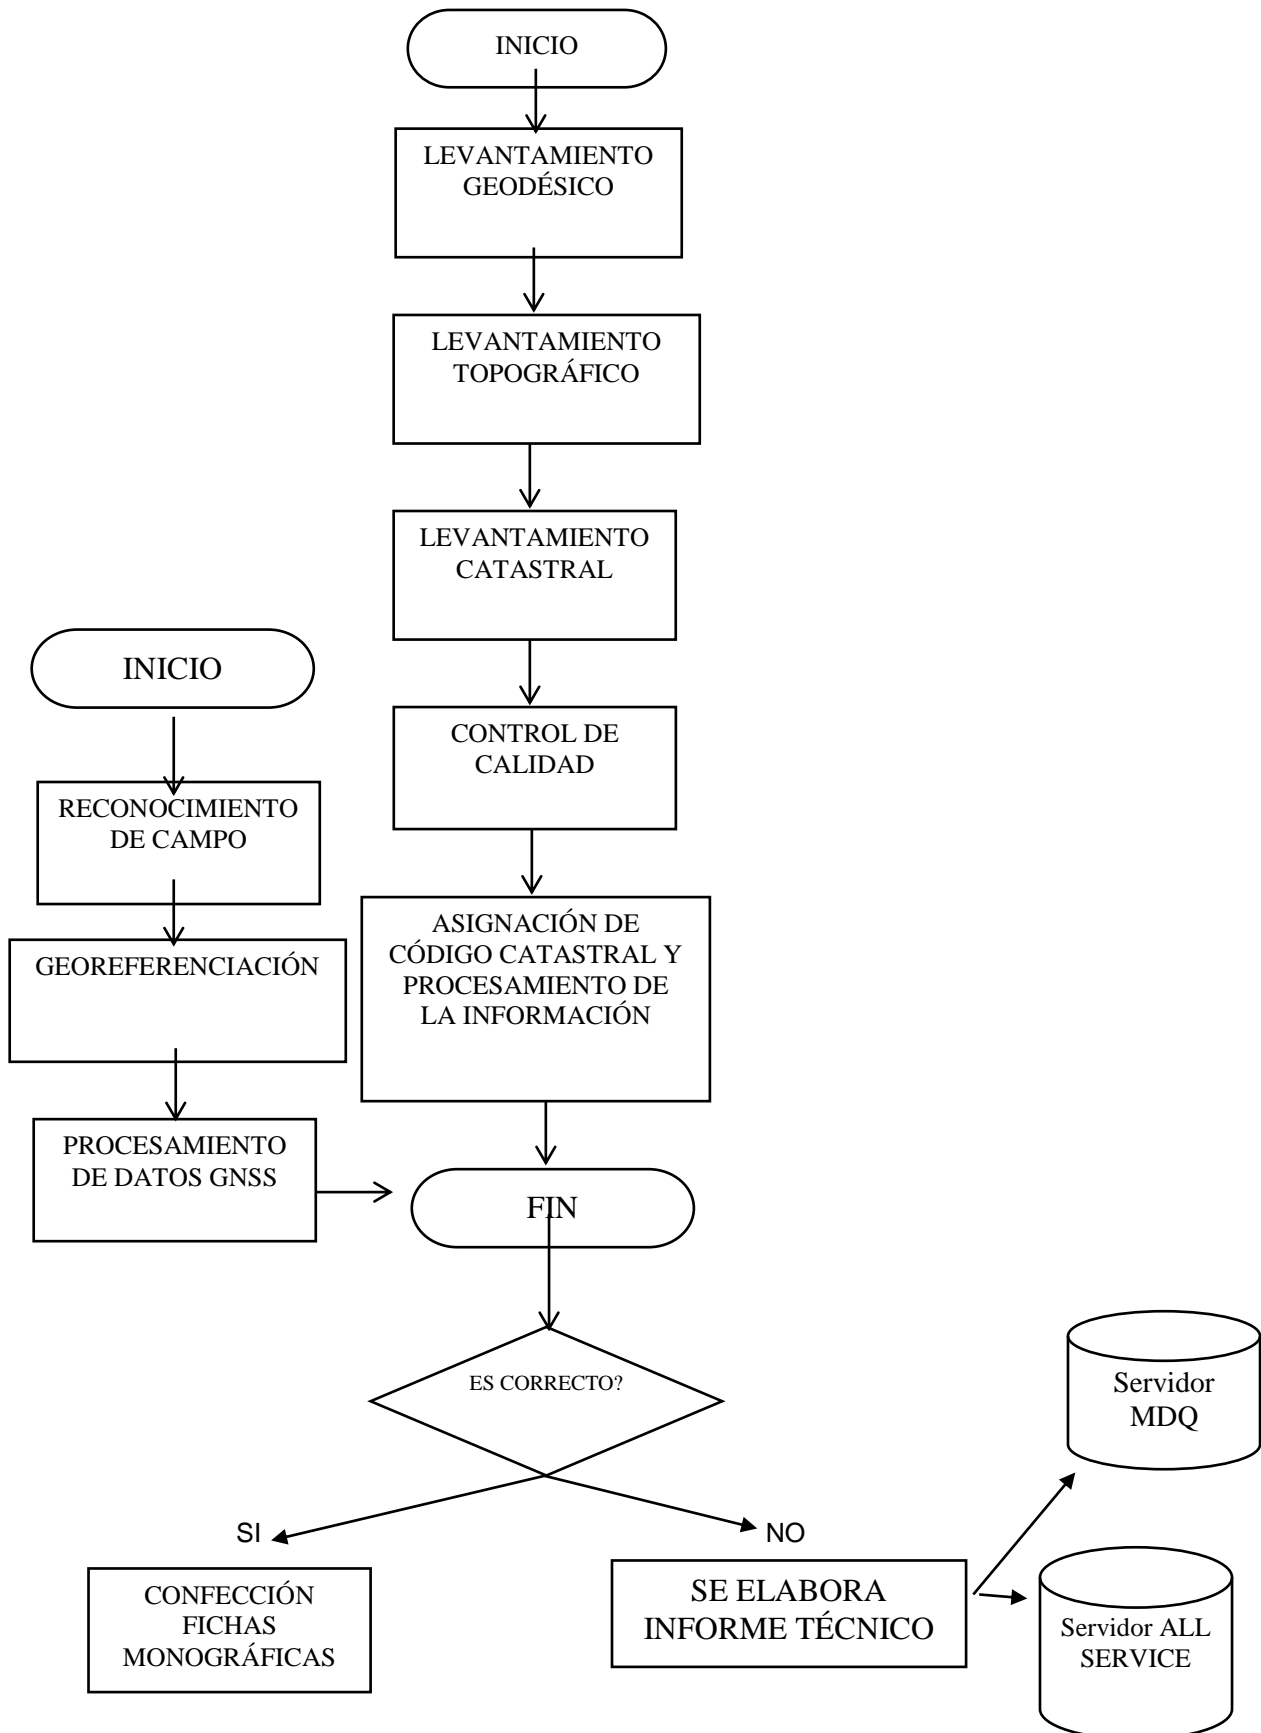 INICIO
LEVANTAMIENTO
GEODÉSICO
LEVANTAMIENTO
TOPOGRÁFICO
LEVANTAMIENTO
CATASTRAL
INICIO
CONTROL DE
CALIDAD
RECONOCIMIENTO
DE CAMPO
ASIGNACIÓN DE
CÓDIGO CATASTRAL Y
PROCESAMIENTO DE
LA INFORMACIÓN
GEOREFERENCIACIÓN
PROCESAMIENTO
DE DATOS GNSS
FIN
ES CORRECTO?
Servidor
MDQ
SI
NO
CONFECCIÓN
FICHAS
MONOGRÁFICAS
SE ELABORA
INFORME TÉCNICO
Servidor ALL
SERVICE